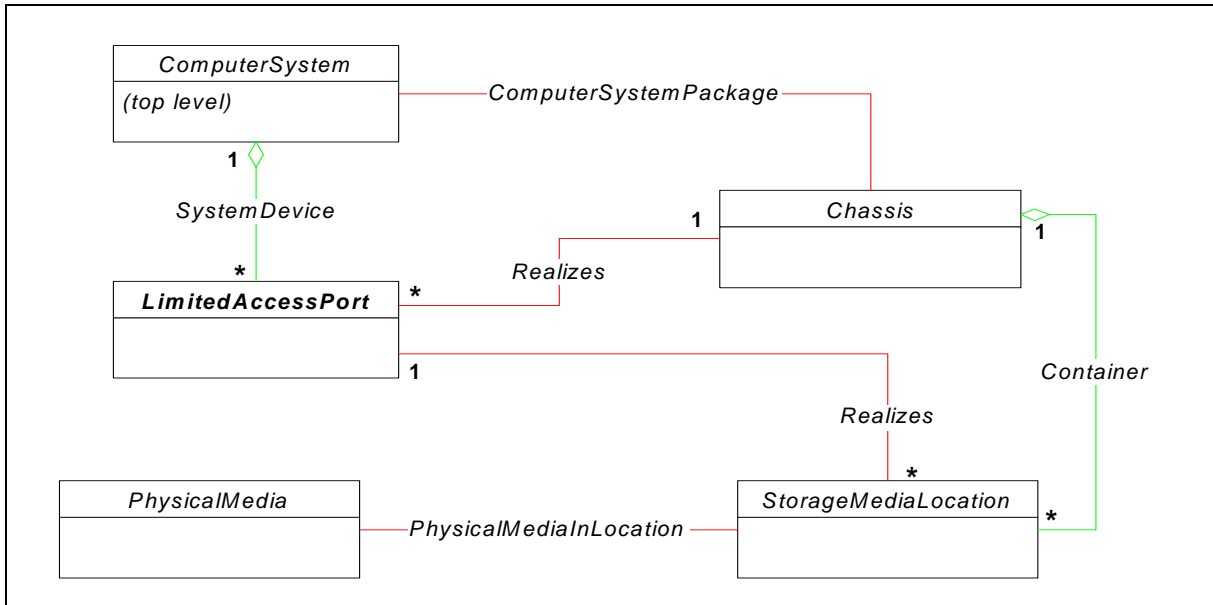 ComputerSystem
(top level)
ComputerSystemPackage
1
SystemDevice
*
Chassis
1
1
Realizes
LimitedAccessPort
*
1
Container
Realizes
*
PhysicalMedia
PhysicalMediaInLocation
StorageMediaLocation
*